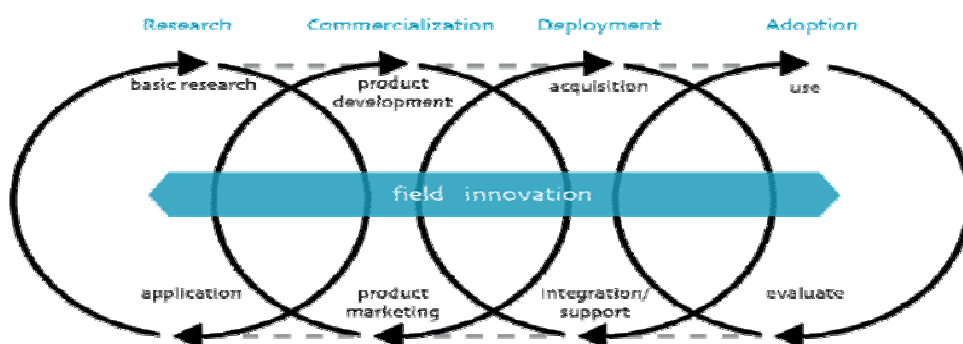 Research Commercialization Deployment Adoption
basic research product acquisition use
development
field innovation
application product integration/ evaluate
marketing support